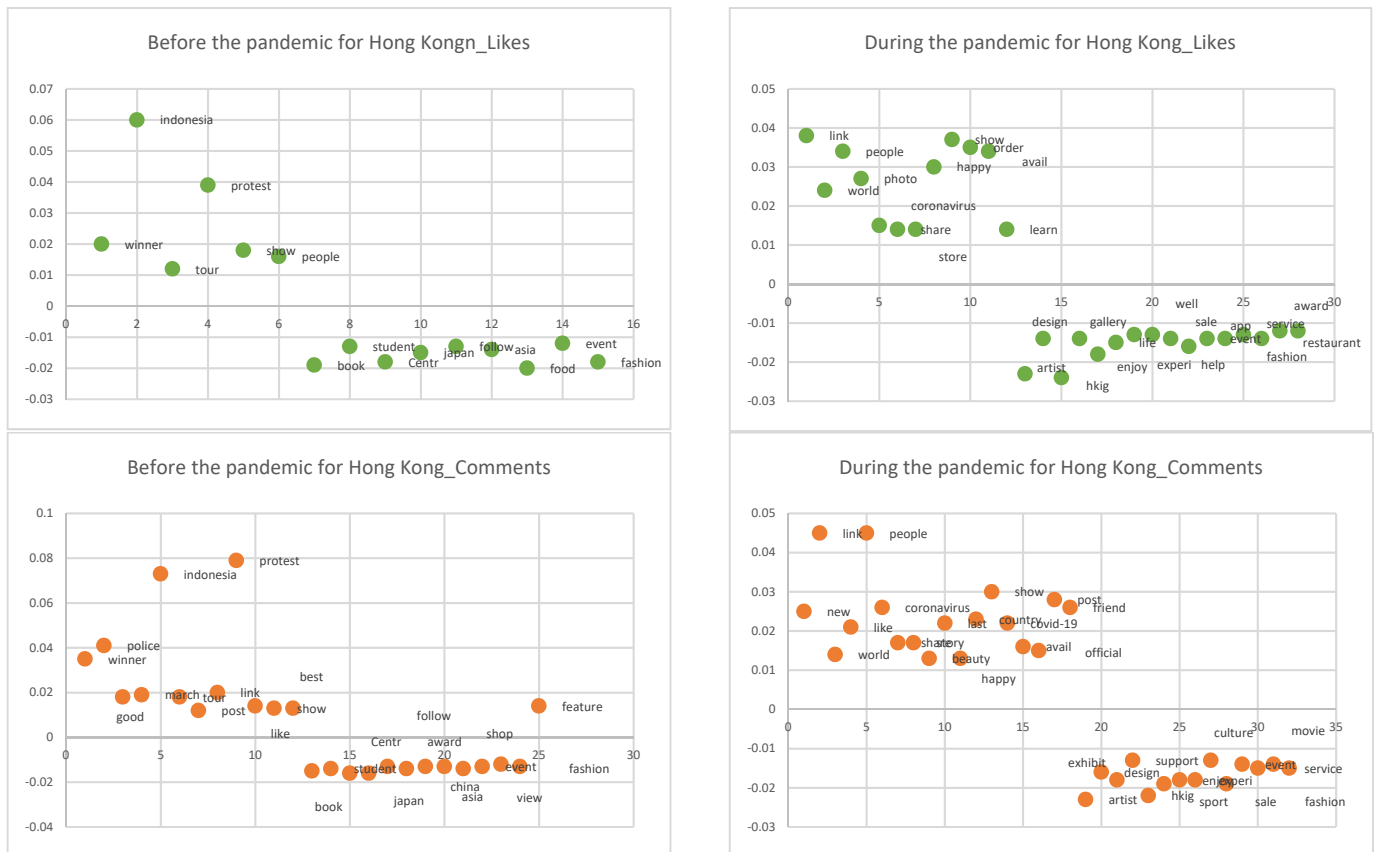 Before the pandemic for Hong Kongn_Likes
0.07
0.06
indonesia
0.05
0.04
protest
0.03
0.02
winner
show
people
0.01
tour
0
0 2 4 6 8 10 12 14 16
-0.01
student
follow
event
japan
asia
book
Centr
food
fashion
-0.02
-0.03
During the pandemic for Hong Kong_Likes
0.05
0.04
link
show
order
people
avail
0.03
happy
photo
world
0.02
coronavirus
share
learn
0.01
store
0
0 5 10 15 20 25 30
well
award
design
gallery
sale
app
service
-0.01
life
event
restaurant
artist
enjoy
experi
help
fashion
-0.02
hkig
-0.03
Before the pandemic for Hong Kong_Comments
0.1
0.08
protest
indonesia
0.06
0.04
police
winner
best
0.02
march
tour
link
good
post
show
feature
like
follow
shop
0
0 5 10 15 20 25 30
Centr
award
student
event
fashion
-0.02
china
book
japan
asia
view
-0.04
During the pandemic for Hong Kong_Comments
0.05
link
people
0.04
0.03
show
post
new
coronavirus
friend
0.02
like
last
country
covid-19
share
story
avail
official
world
beauty
0.01
happy
0
0 5 10 15 20 25 30 35
culture
movie
-0.01
exhibit
support
event
service
design
enjoy
experi
-0.02
artist
hkig
sport
sale
fashion
-0.03